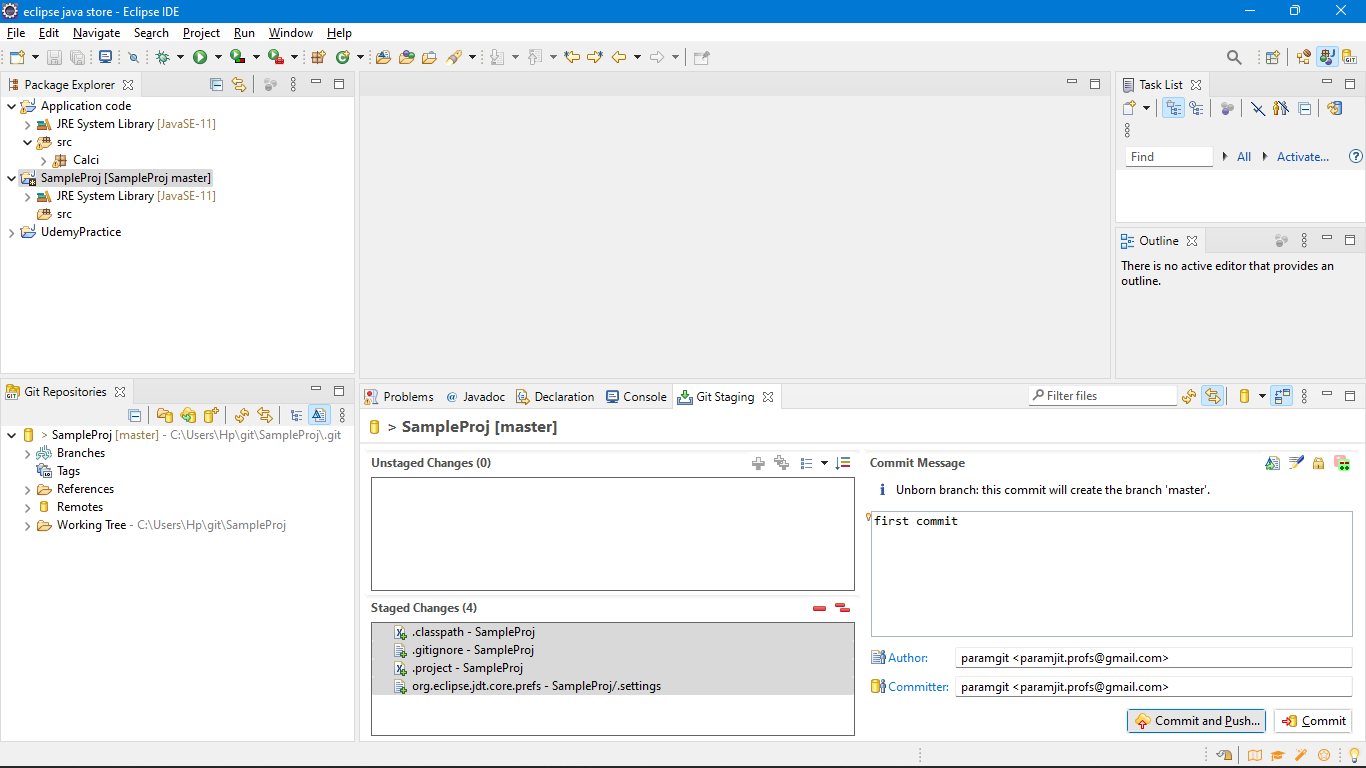 eclipse java store - Eclipse IDE
File Edit Navigate Search Project Run Window Help
Package Explorer
Application code
JRE System Library [JavaSE-11]
src
Calci
SampleProj [SampleProj master]
JRE System Library [JavaSE-11]
src
UdemyPractice
Task List
Find All Activate...
Outline
There is no active editor that provides an
outline.
Git Repositories
> SampleProj [master] - C:\Users\Hp\git\SampleProj\.git
Branches
Tags
References
Remotes
Working Tree - C:\Users\Hp\git\SampleProj
Problems @ Javadoc Declaration Console Git Staging
Filter files
> SampleProj [master]
Unstaged Changes (0)
Staged Changes (4)
.classpath - SampleProj
.gitignore - SampleProj
.project - SampleProj
org.eclipse.jdt.core.prefs - SampleProj/.settings
Commit Message
Unborn branch: this commit will create the branch 'master'.
first commit
Author: paramgit <paramjit.profs@gmail.com>
Committer: paramgit <paramjit.profs@gmail.com>
Commit and Push... Commit